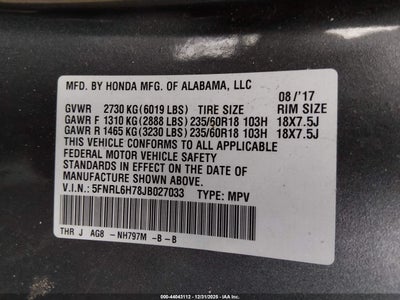 MFD. BY HONDA MFG. OF ALABAMA, LLC
08/'17
GVWR 2730 KG(6019 LBS) TIRE SIZE RIM SIZE
GAWR F 1310 KG(2888 LBS) 235/60R18 103H 18X7.5J
GAWR R 1465 KG(3230 LBS) 235/60R18 103H 18X7.5J
THIS VEHICLE CONFORMS TO ALL APPLICABLE
FEDERAL MOTOR VEHICLE SAFETY
STANDARDS IN EFFECT ON THE DATE OF
MANUFACTURE SHOWN ABOVE.
V.I.N: 5FNRL6H78JB027033 TYPE: MPV
THR J AG8 -NH797M -B-B
000-44043112 - 12/31/2025 - IAA Inc.